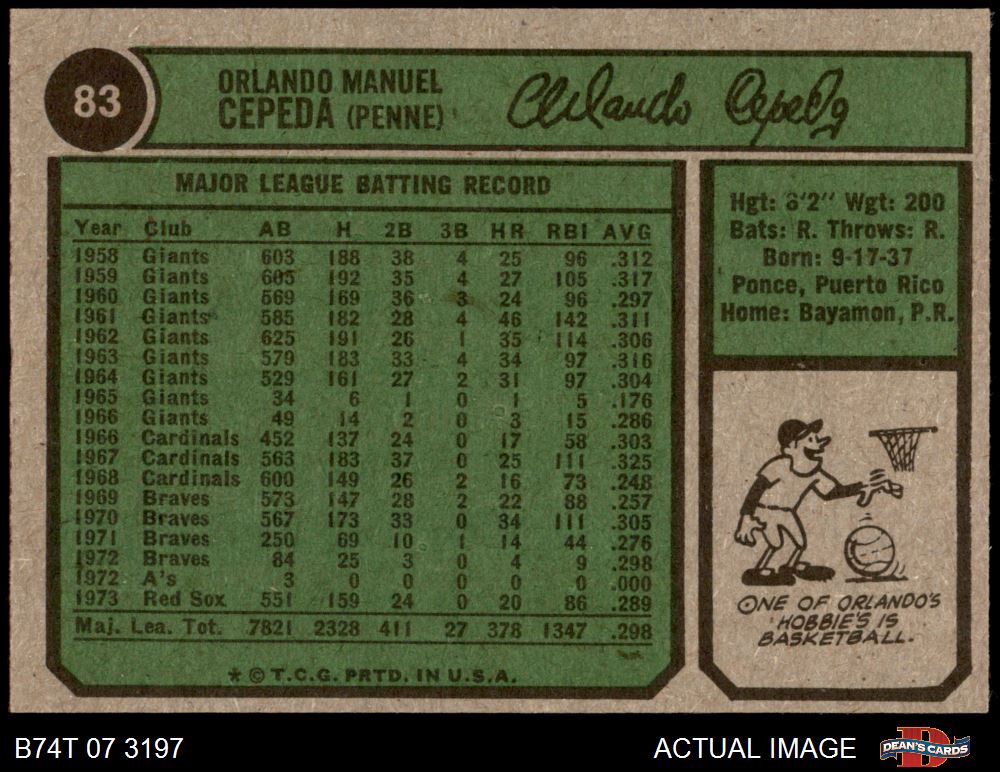 83
ORLANDO MANUEL
CEPEDA (PENNE)
Orlando Cepeda
MAJOR LEAGUE BATTING RECORD
Year Club AB H 2B 3B HR RBI AVG
1958 Giants 603 188 38 4 25 96 .312
1959 Giants 605 192 35 4 27 105 .317
1960 Giants 569 169 36 3 24 96 .297
1961 Giants 585 182 28 4 46 142 .311
1962 Giants 625 191 26 1 35 114 .306
1963 Giants 579 183 33 4 34 97 .316
1964 Giants 529 161 27 2 31 97 .304
1965 Giants 34 6 1 0 1 5 .176
1966 Giants 49 14 2 0 3 15 .286
1966 Cardinals 452 137 24 0 17 58 .303
1967 Cardinals 563 183 37 0 25 111 .325
1968 Cardinals 600 149 26 2 16 73 .248
1969 Braves 573 147 28 2 22 88 .257
1970 Braves 567 173 33 0 34 111 .305
1971 Braves 250 69 10 1 14 44 .276
1972 Braves 84 25 3 0 4 9 .298
1972 A's 3 0 0 0 0 0 .000
1973 Red Sox 551 159 24 0 20 86 .289
Maj. Lea. Tot. 7821 2328 411 27 378 1347 .298
* © T.C.G. PRTD. IN U.S.A.
Hgt: 6'2" Wgt: 200
Bats: R. Throws: R.
Born: 9-17-37
Ponce, Puerto Rico
Home: Bayamon, P.R.
ONE OF ORLANDO'S
HOBBIE'S IS
BASKETBALL.
B74T 07 3197
ACTUAL IMAGE
DEAN'S CARDS